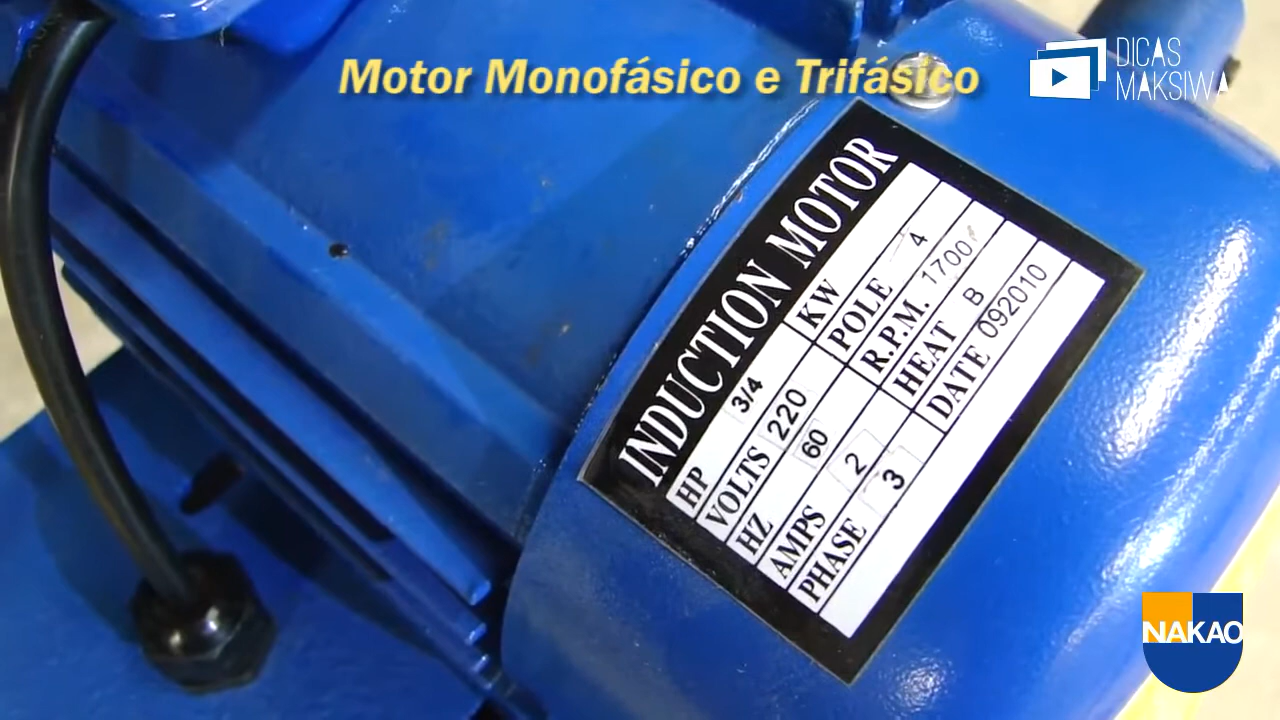 Motor Monofásico e Trifásico
DICAS
MAKSIWA
INDUCTION MOTOR
HP 3/4 KW
VOLTS 220 POLE 4
HZ 60 R.P.M. 1700
AMPS 2 HEAT B
PHASE 3 DATE 092010
NAKAO